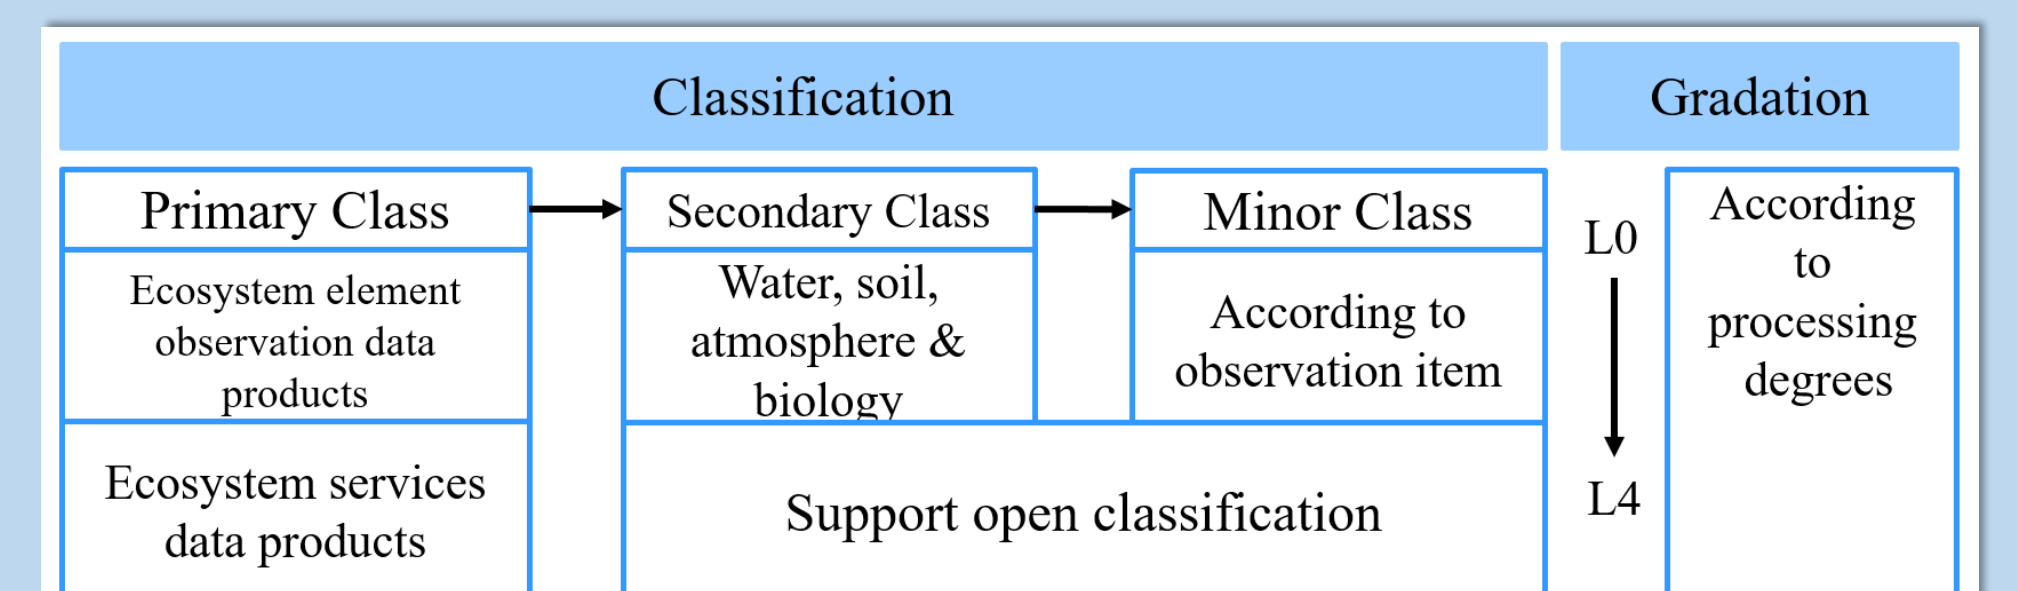 Classification
Gradation
Primary Class
Secondary Class
Minor Class
Ecosystem element
observation data
products
Water, soil,
atmosphere &
biology
According to
observation item
Ecosystem services
data products
Support open classification
L0
L4
According
to
processing
degrees